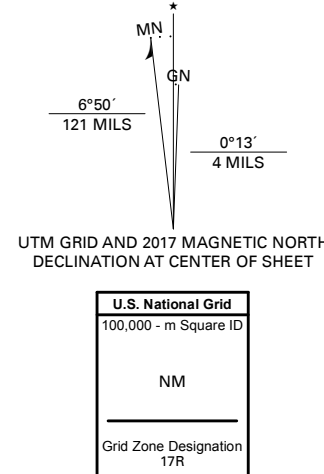 ★
MN
GN
6°50´
121 MILS
0°13´
4 MILS
UTM GRID AND 2017 MAGNETIC NORTH
DECLINATION AT CENTER OF SHEET
U.S. National Grid
100,000 - m Square ID
NM
Grid Zone Designation
17R